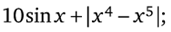 10sin x + |x⁴ – x⁵|;